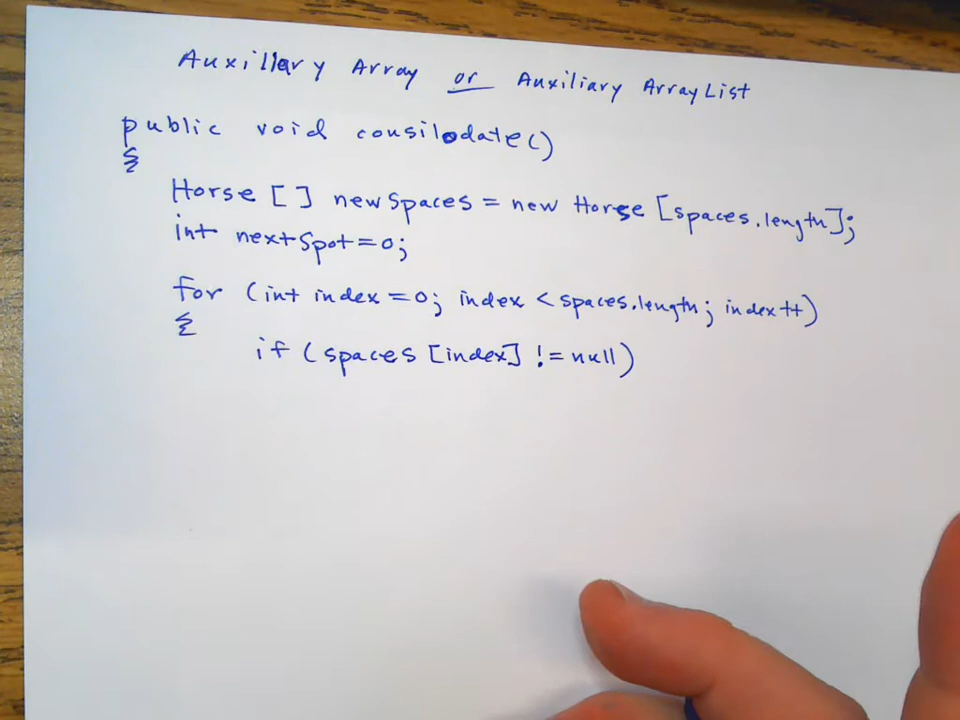 Auxillary Array or Auxiliary ArrayList
public void consilodate()
{
Horse [] newSpaces = new Horse [spaces.length];
int nextSpot=0;
for (int index=0; index < spaces.length; index++)
{
if (spaces [index] != null)